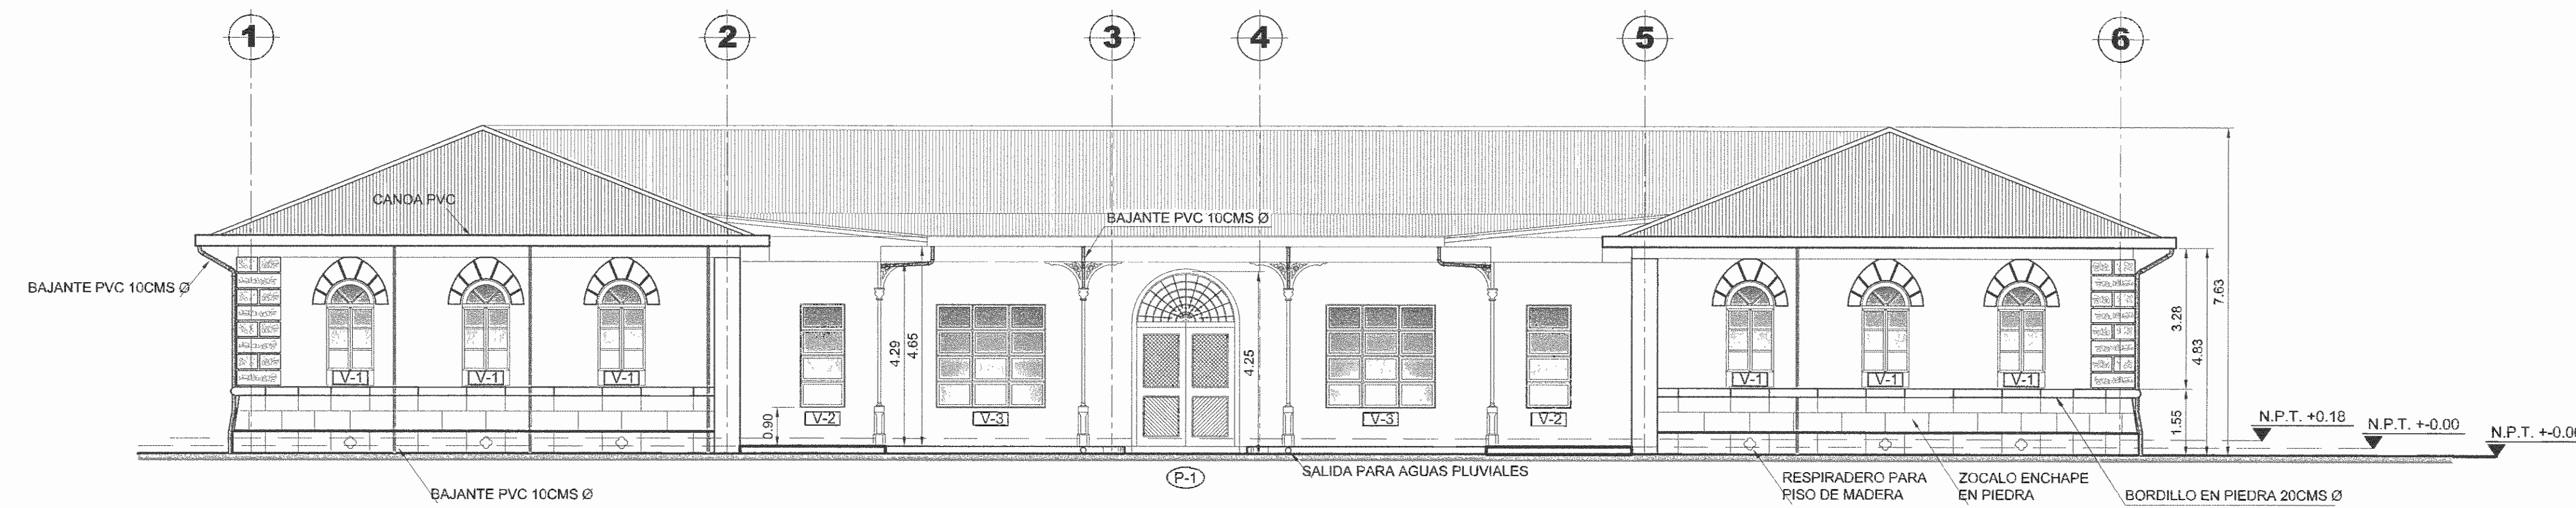 1 2 3 4 5 6
CANOA PVC
BAJANTE PVC 10CMS Ø
BAJANTE PVC 10CMS Ø
7.63
3.28
4.83
4.29
4.65
4.25
V-1 V-1 V-1
V-1 V-1 V-1
0.90
V-2
V-3
V-3
V-2
1.55
N.P.T. +0.18
N.P.T. +-0.00
N.P.T. +-0.00
P-1
SALIDA PARA AGUAS PLUVIALES
BAJANTE PVC 10CMS Ø
RESPIRADERO PARA
PISO DE MADERA
ZOCALO ENCHAPE
EN PIEDRA
BORDILLO EN PIEDRA 20CMS Ø